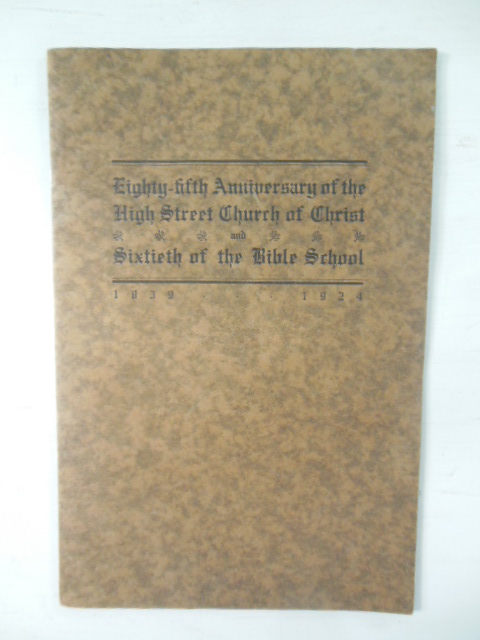 Eighty-fifth Anniversary of the
High Street Church of Christ
and
Sixtieth of the Bible School
1839 . . . 1924